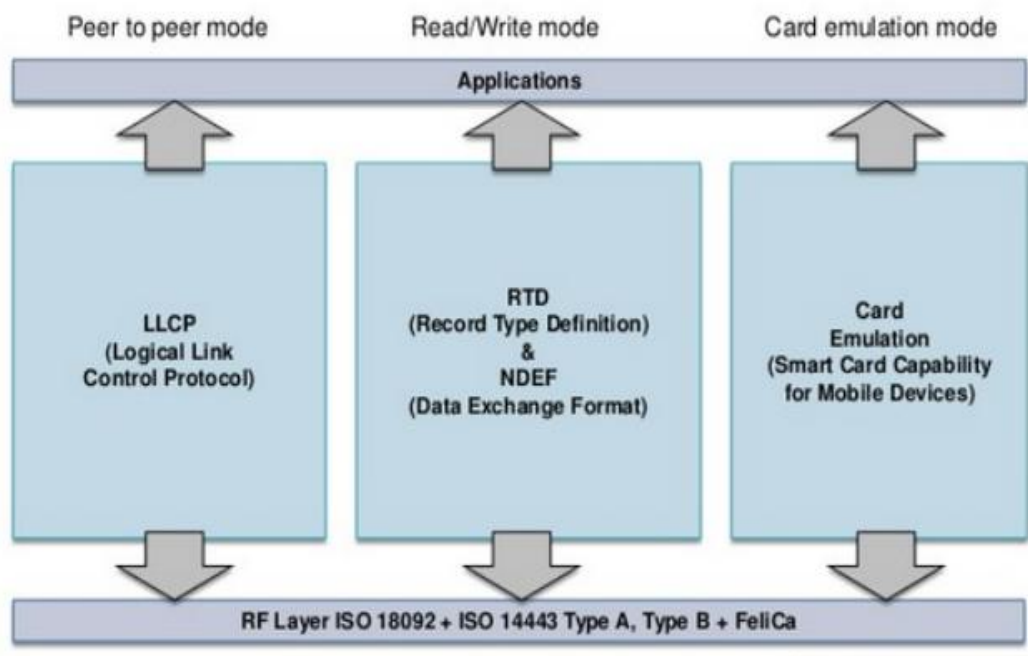 Peer to peer mode
Read/Write mode
Card emulation mode
Applications
LLCP
(Logical Link
Control Protocol)
RTD
(Record Type Definition)
&
NDEF
(Data Exchange Format)
Card
Emulation
(Smart Card Capability
for Mobile Devices)
RF Layer ISO 18092 + ISO 14443 Type A, Type B + FeliCa